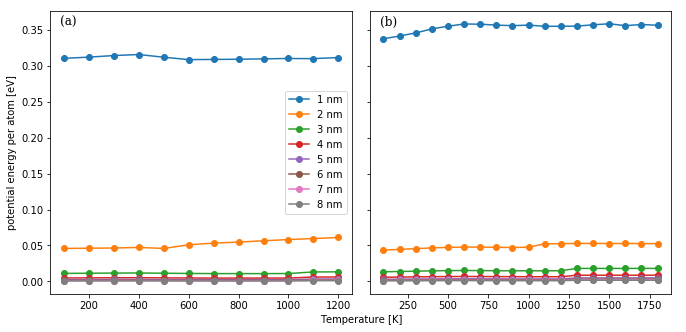 (a)
(b)
0.35
0.30
0.25
0.20
0.15
0.10
0.05
0.00
potential energy per atom [eV]
1 nm
2 nm
3 nm
4 nm
5 nm
6 nm
7 nm
8 nm
200 400 600 800 1000 1200
250 500 750 1000 1250 1500 1750
Temperature [K]